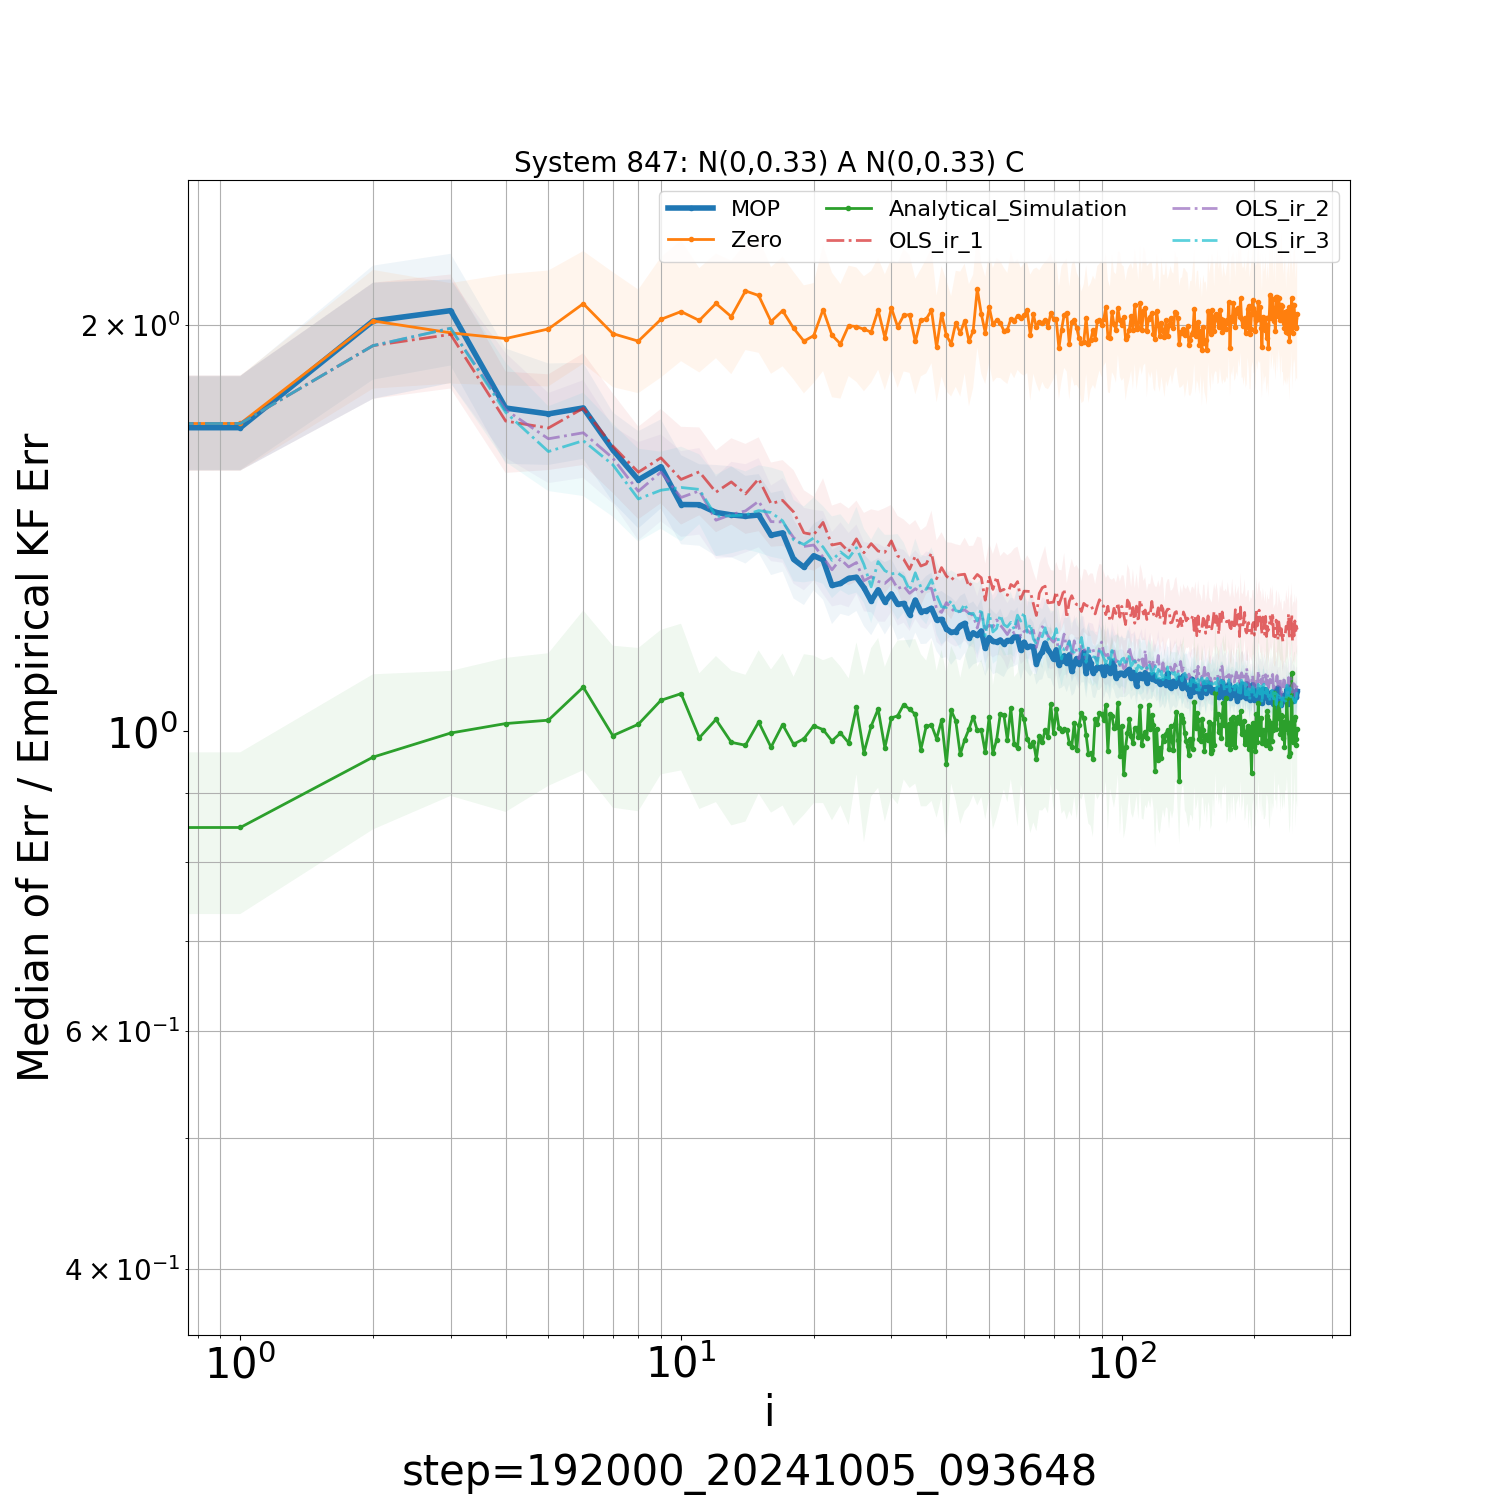 System 847: N(0,0.33) A N(0,0.33) C
MOP
Zero
Analytical_Simulation
OLS_ir_1
OLS_ir_2
OLS_ir_3
Median of Err / Empirical KF Err
2 × 10⁰
10⁰
6 × 10⁻¹
4 × 10⁻¹
10⁰
10¹
10²
i
step=192000_20241005_093648